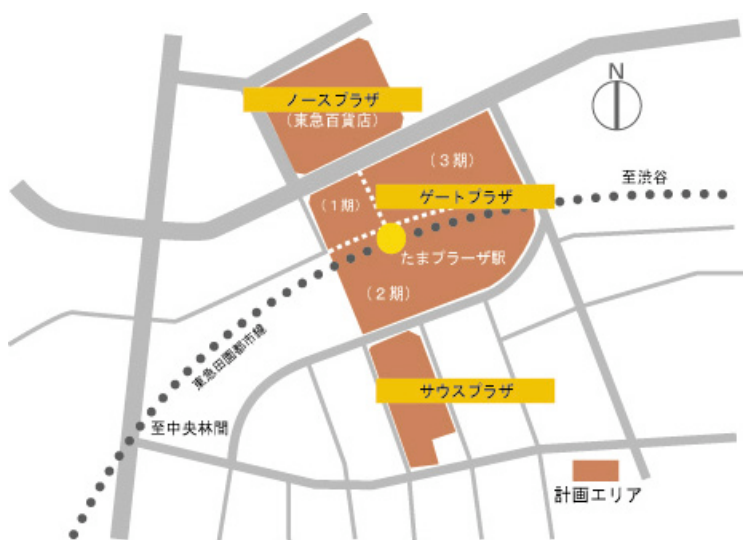 ノースプラザ
(東急百貨店)
N
(3期)
至渋谷
ゲートプラザ
(1期)
たまプラーザ駅
(2期)
東急田園都市線
サウスプラザ
至中央林間
計画エリア